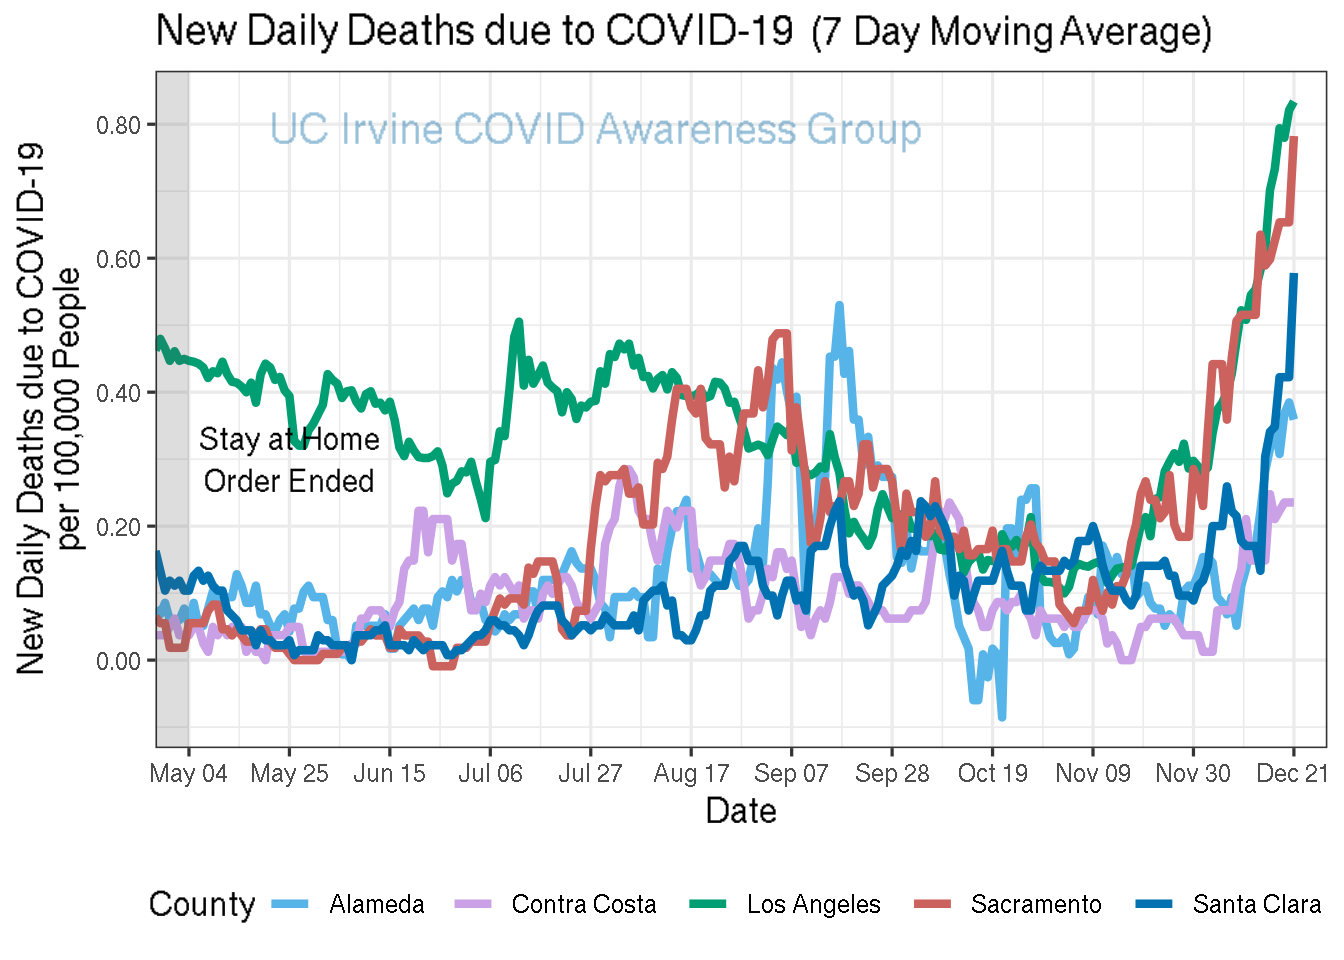 New Daily Deaths due to COVID-19 (7 Day Moving Average)
UC Irvine COVID Awareness Group
New Daily Deaths due to COVID-19
per 100,000 People
0.80
0.60
0.40
0.20
0.00
Stay at Home
Order Ended
May 04 May 25 Jun 15 Jul 06 Jul 27 Aug 17 Sep 07 Sep 28 Oct 19 Nov 09 Nov 30 Dec 21
Date
County Alameda Contra Costa Los Angeles Sacramento Santa Clara